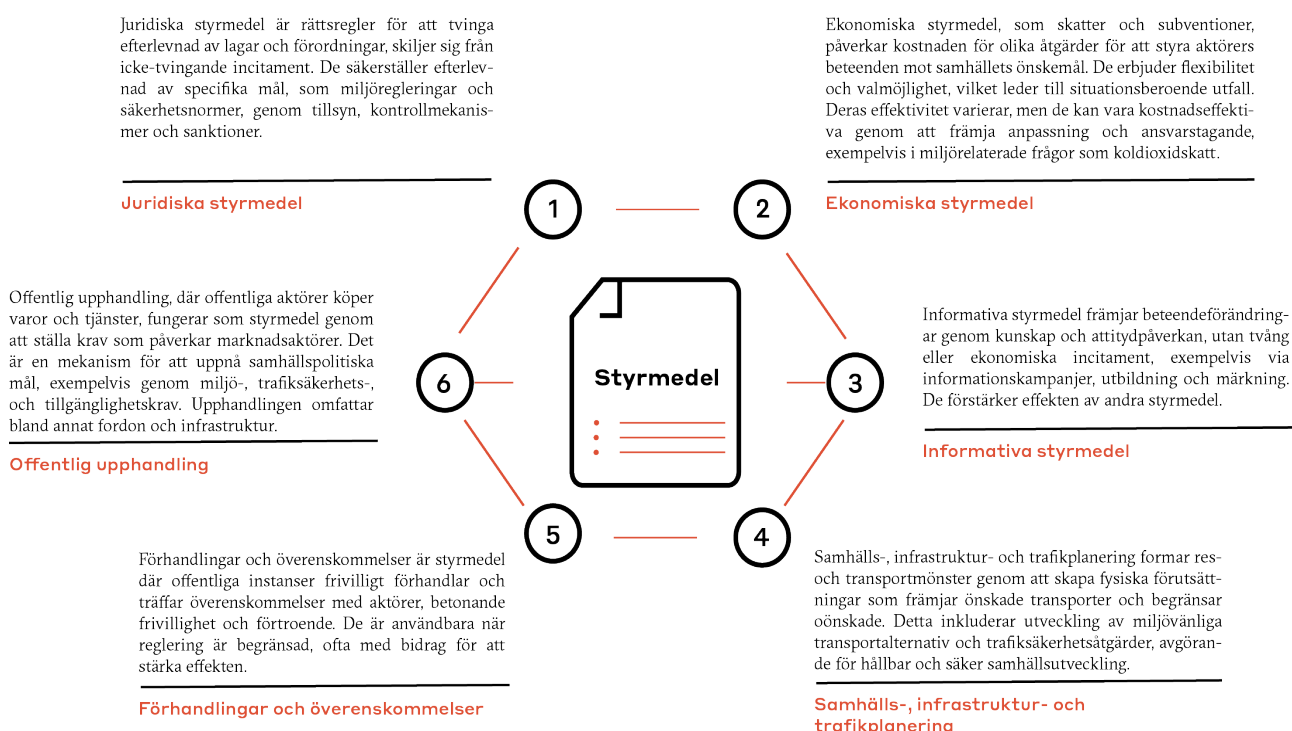 Juridiska styrmedel är rättsregler för att tvinga
efterlevnad av lagar och förordningar, skiljer sig från
icke-tvingande incitament. De säkerställer efterlev-
nad av specifika mål, som miljöregleringar och
säkerhetsnormer, genom tillsyn, kontrollmekanis-
mer och sanktioner.
Juridiska styrmedel
Ekonomiska styrmedel, som skatter och subventioner,
påverkar kostnaden för olika åtgärder för att styra aktörers
beteenden mot samhällets önskemål. De erbjuder flexibilitet
och valmöjlighet, vilket leder till situationsberoende utfall.
Deras effektivitet varierar, men de kan vara kostnadseffekti-
va genom att främja anpassning och ansvarstagande,
exempelvis i miljörelaterade frågor som koldioxidskatt.
Ekonomiska styrmedel
1
2
Offentlig upphandling, där offentliga aktörer köper
varor och tjänster, fungerar som styrmedel genom
att ställa krav som påverkar marknadsaktörer. Det
är en mekanism för att uppnå samhällspolitiska
mål, exempelvis genom miljö-, trafiksäkerhets-,
och tillgänglighetskrav. Upphandlingen omfattar
bland annat fordon och infrastruktur.
Offentlig upphandling
6
Styrmedel
3
Informativa styrmedel främjar beteendeförändring-
ar genom kunskap och attitydpåverkan, utan tvång
eller ekonomiska incitament, exempelvis via
informationskampanjer, utbildning och märkning.
De förstärker effekten av andra styrmedel.
Informativa styrmedel
5
4
Förhandlingar och överenskommelser är styrmedel
där offentliga instanser frivilligt förhandlar och
träffar överenskommelser med aktörer, betonande
frivillighet och förtroende. De är användbara när
reglering är begränsad, ofta med bidrag för att
stärka effekten.
Förhandlingar och överenskommelser
Samhälls-, infrastruktur- och trafikplanering formar res-
och transportmönster genom att skapa fysiska förutsätt-
ningar som främjar önskade transporter och begränsar
oönskade. Detta inkluderar utveckling av miljövänliga
transportalternativ och trafiksäkerhetsåtgärder, avgöran-
de för hållbar och säker samhällsutveckling.
Samhälls-, infrastruktur- och
trafikplanering